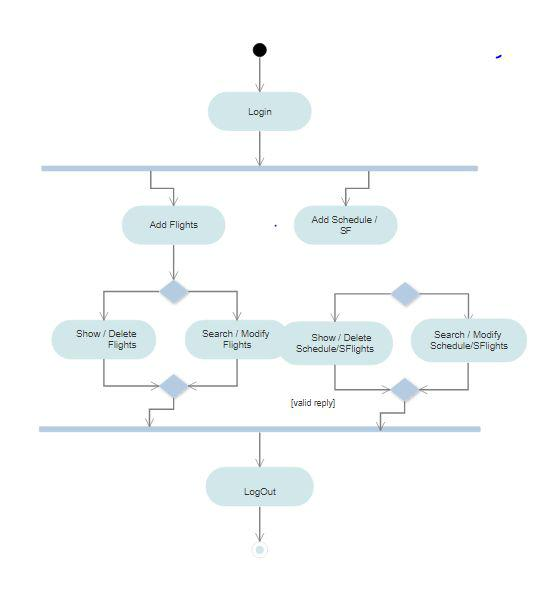 Login
Add Flights
Add Schedule /
SF
Show / Delete
Flights
Search / Modify
Flights
Show / Delete
Schedule/SFlights
Search / Modify
Schedule/SFlights
[valid reply]
LogOut